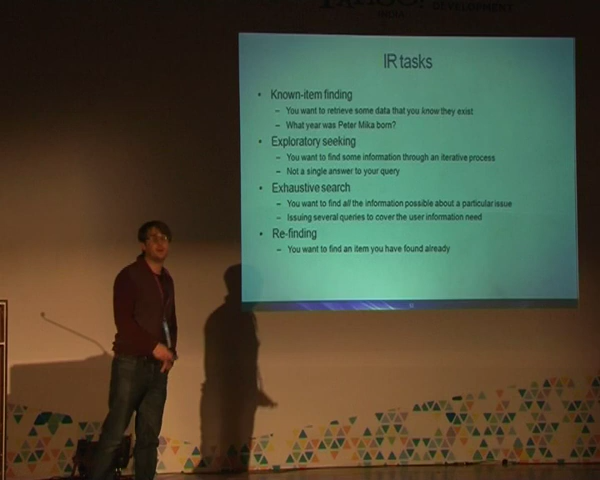 DEVELOPMENT
IR tasks
• Known-item finding
– You want to retrieve some data that you know they exist
– What year was Peter Mika born?
• Exploratory seeking
– You want to find some information through an iterative process
– Not a single answer to your query
• Exhaustive search
– You want to find all the information possible about a particular issue
– Issuing several queries to cover the user information need
• Re-finding
– You want to find an item you have found already